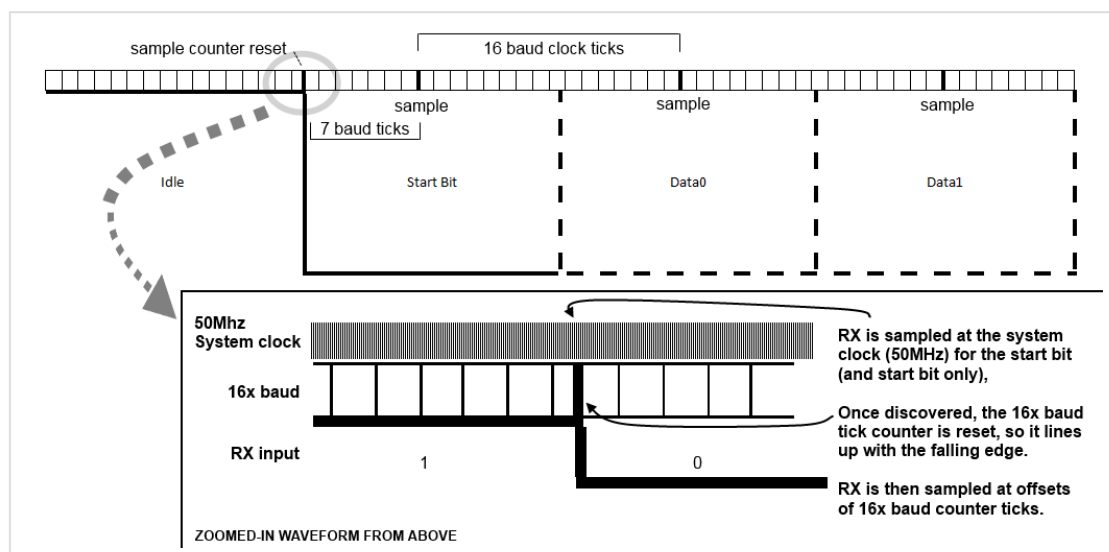 sample counter reset
16 baud clock ticks
sample
sample
sample
7 baud ticks
Idle
Start Bit
Data0
Data1
50Mhz
System clock
16x baud
RX input
1
0
RX is sampled at the system
clock (50MHz) for the start bit
(and start bit only),
Once discovered, the 16x baud
tick counter is reset, so it lines
up with the falling edge.
RX is then sampled at offsets
of 16x baud counter ticks.
ZOOMED-IN WAVEFORM FROM ABOVE